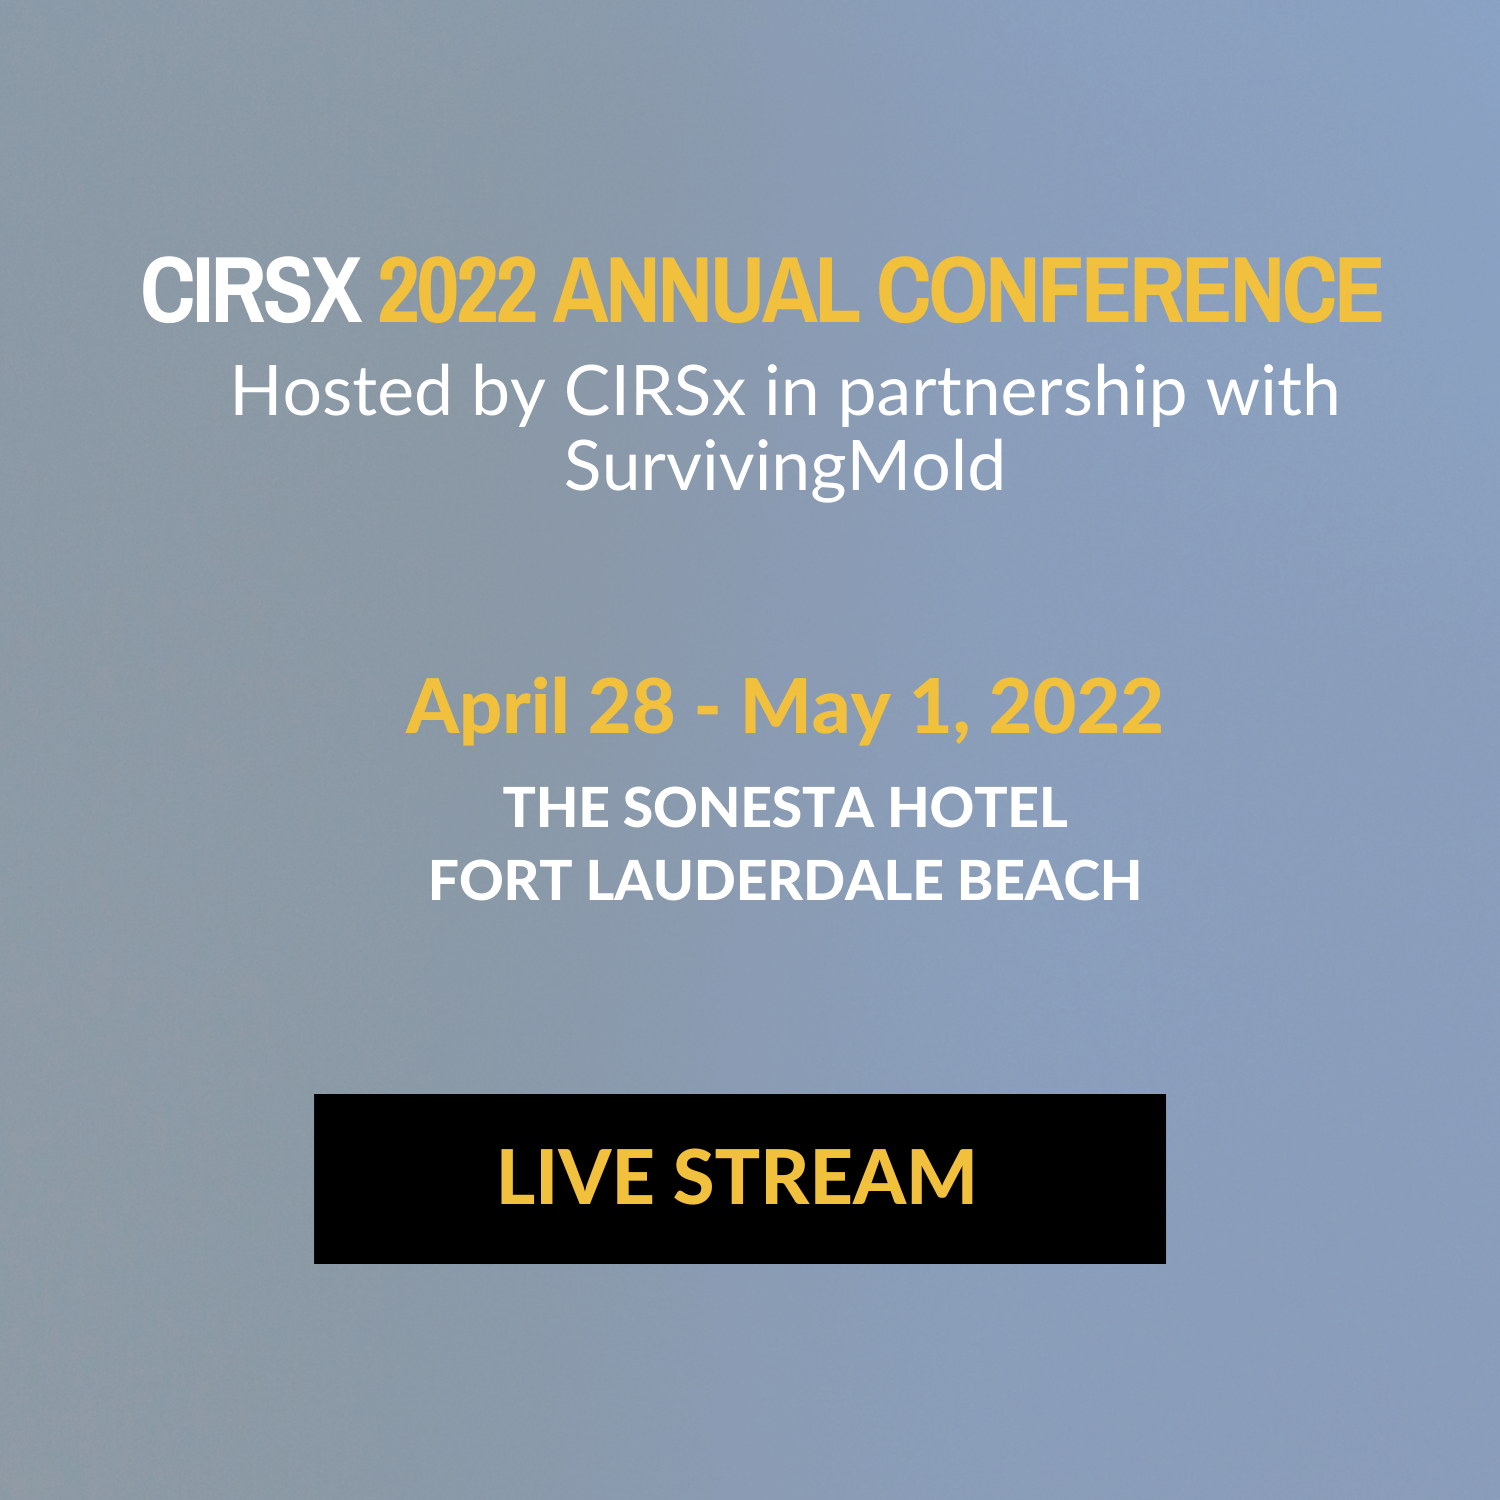 CIRSX 2022 ANNUAL CONFERENCE
Hosted by CIRSx in partnership with
SurvivingMold
April 28 - May 1, 2022
THE SONESTA HOTEL
FORT LAUDERDALE BEACH
LIVE STREAM